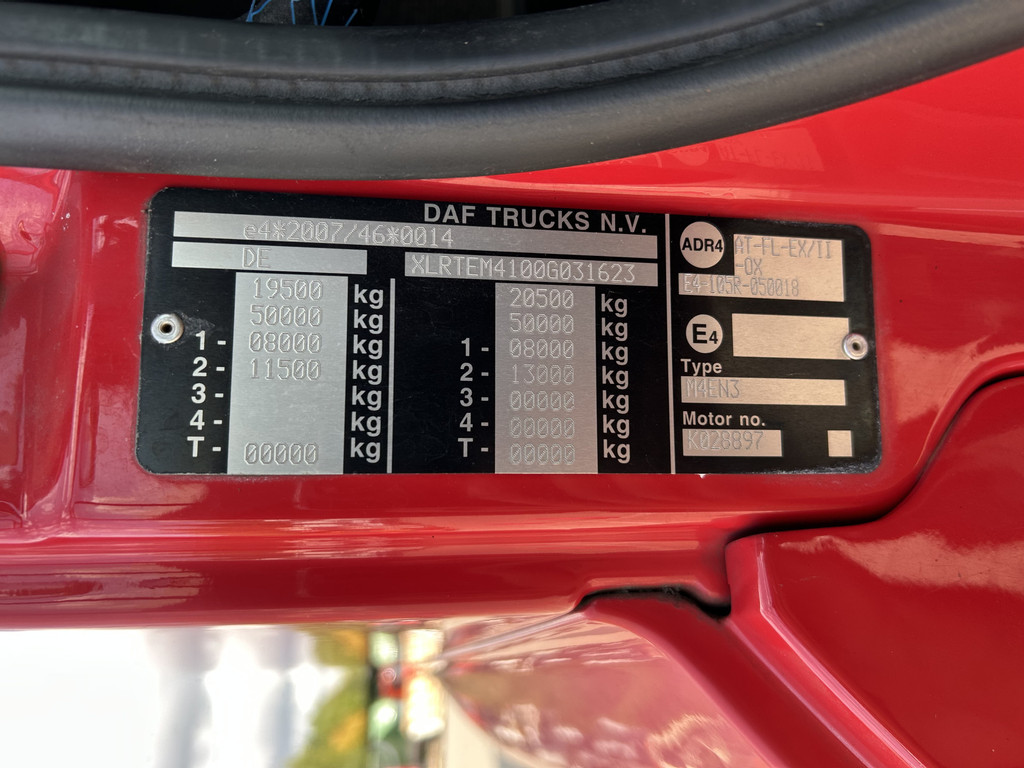 DAF TRUCKS N.V.
e4*2007/46*0014
DE XLRTEM4100G031623
19500 kg 20500 kg
50000 kg 50000 kg
1- 08000 kg 1- 08000 kg
2- 11500 kg 2- 13000 kg
3- kg 3- 00000 kg
4- kg 4- 00000 kg
T- 00000 kg T- 00000 kg
ADR4 AT-FL-EX/II
-OX
E4-105R-050018
E4
Type
M4EN3
Motor no.
K028897